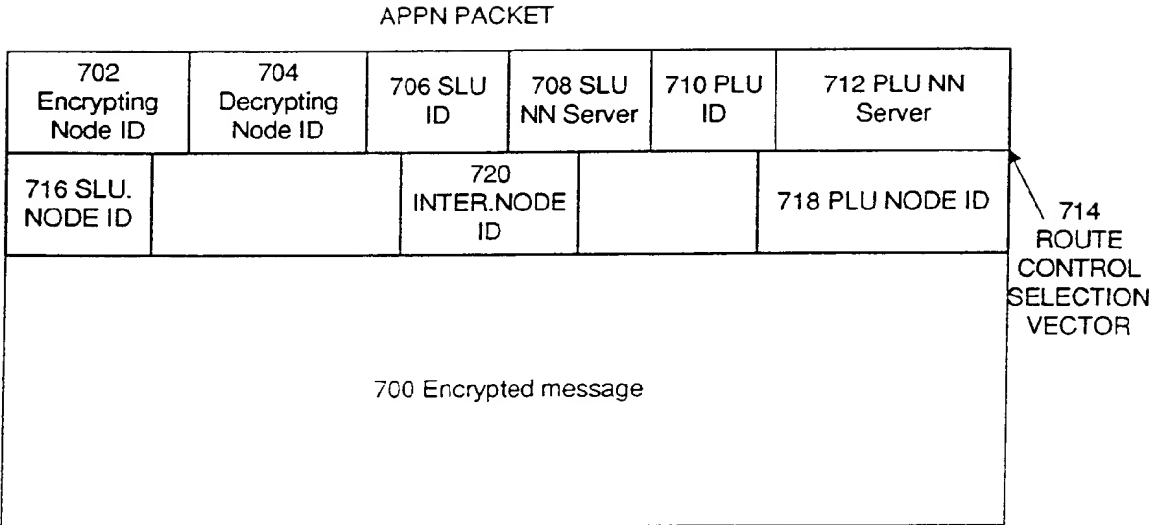 APPN PACKET
702
Encrypting
Node ID
704
Decrypting
Node ID
706 SLU
ID
708 SLU
NN Server
710 PLU
ID
712 PLU NN
Server
716 SLU.
NODE ID
720
INTER.NODE
ID
718 PLU NODE ID
714
ROUTE
CONTROL
SELECTION
VECTOR
700 Encrypted message